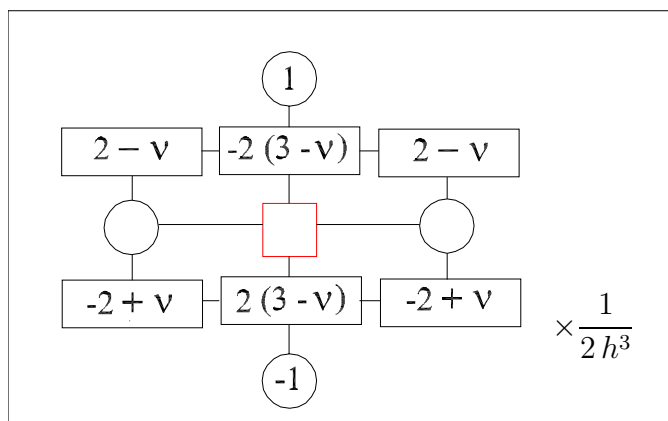 1
2 – ν -2 (3 -ν) 2 – ν
-2 + ν 2 (3 -ν) -2 + ν
× 1
2 h³
-1